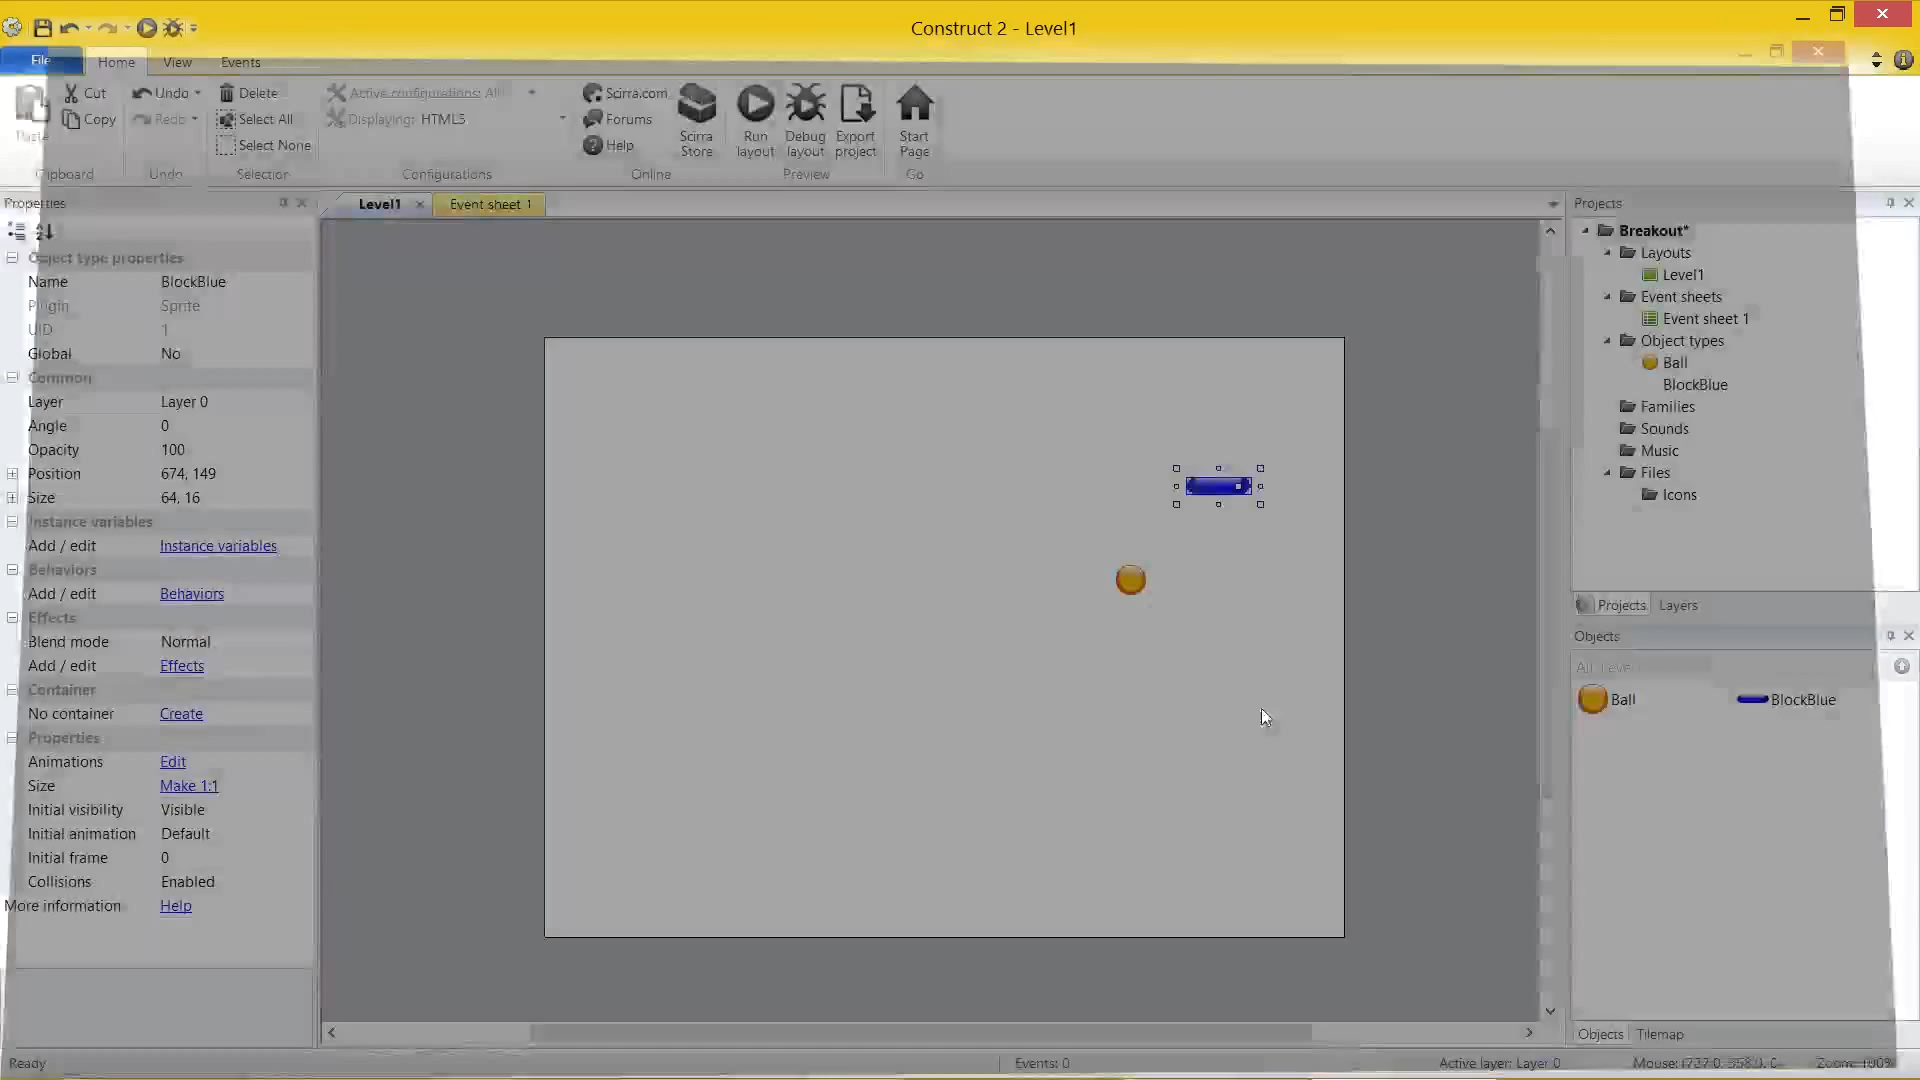 Construct 2 - Level1
File Home View Events
Paste
Cut
Copy
Clipboard
Undo
Redo
Undo
Delete
Select All
Select None
Selection
Active configurations: All
Displaying: HTML5
Configurations
Scirra.com
Forums
Help
Scirra Store
Online
Run layout
Debug layout
Export project
Preview
Start Page
Go
Properties
Object type properties
Name BlockBlue
Plugin Sprite
UID 1
Global No
Common
Layer Layer 0
Angle 0
Opacity 100
Position 674, 149
Size 64, 16
Instance variables
Add / edit Instance variables
Behaviors
Add / edit Behaviors
Effects
Blend mode Normal
Add / edit Effects
Container
No container Create
Properties
Animations Edit
Size Make 1:1
Initial visibility Visible
Initial animation Default
Initial frame 0
Collisions Enabled
More information Help
Level1 Event sheet 1
Projects
Breakout*
Layouts
Level1
Event sheets
Event sheet 1
Object types
Ball
BlockBlue
Families
Sounds
Music
Files
Icons
Projects Layers
Objects
Ball BlockBlue
Objects Tilemap
Ready Events: 0 Active layer: Layer 0 Mouse: Zoom: 100%